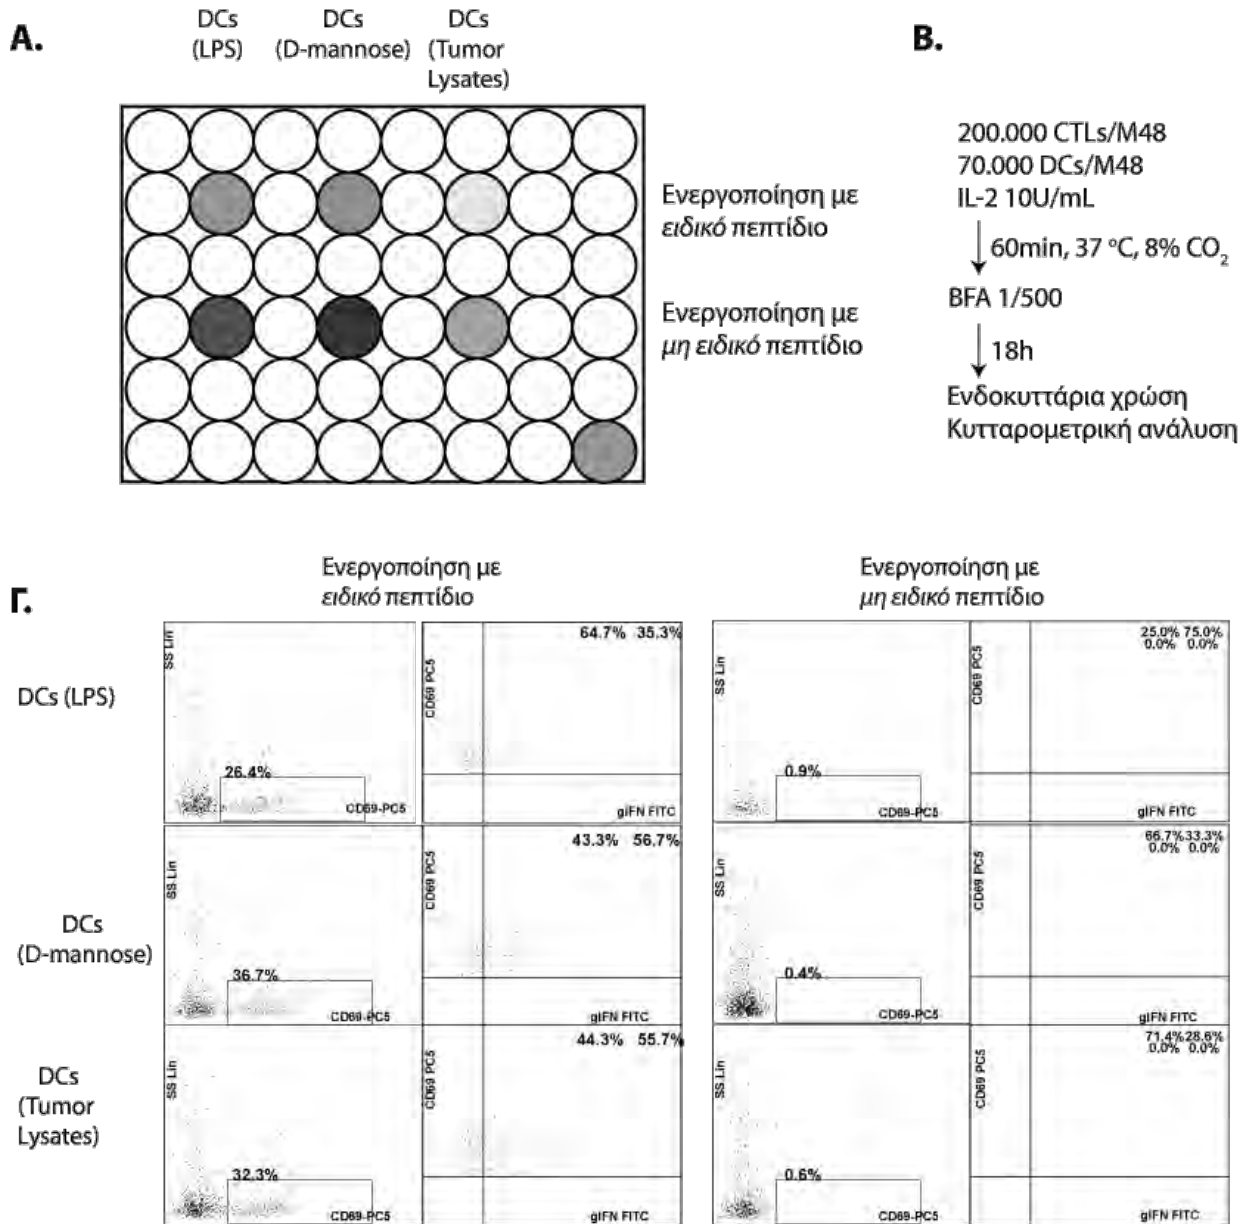 A.
DCs
(LPS)
DCs
(D-mannose)
DCs
(Tumor
Lysates)
Ενεργοποίηση με
ειδικό πεπτίδιο
Ενεργοποίηση με
μη ειδικό πεπτίδιο
B.
200.000 CTLs/M48
70.000 DCs/M48
IL-2 10U/mL
60min, 37 °C, 8% CO2
BFA 1/500
18h
Ενδοκυττάρια χρώση
Κυτταρομετρική ανάλυση
Γ.
Ενεργοποίηση με
ειδικό πεπτίδιο
Ενεργοποίηση με
μη ειδικό πεπτίδιο
DCs (LPS)
SS Lin
26.4%
CD69-PC5
CD69 PC5
64.7% 35.3%
gIFN FITC
SS Lin
0.9%
CD69-PC5
CD69 PC5
25.0% 75.0%
0.0% 0.0%
gIFN FITC
DCs
(D-mannose)
SS Lin
36.7%
CD69-PC5
CD69 PC5
43.3% 56.7%
gIFN FITC
SS Lin
0.4%
CD69-PC5
CD69 PC5
66.7% 33.3%
0.0% 0.0%
gIFN FITC
DCs
(Tumor
Lysates)
SS Lin
32.3%
CD69-PC5
CD69 PC5
44.3% 55.7%
gIFN FITC
SS Lin
0.6%
CD69-PC5
CD69 PC5
71.4% 28.6%
0.0% 0.0%
gIFN FITC